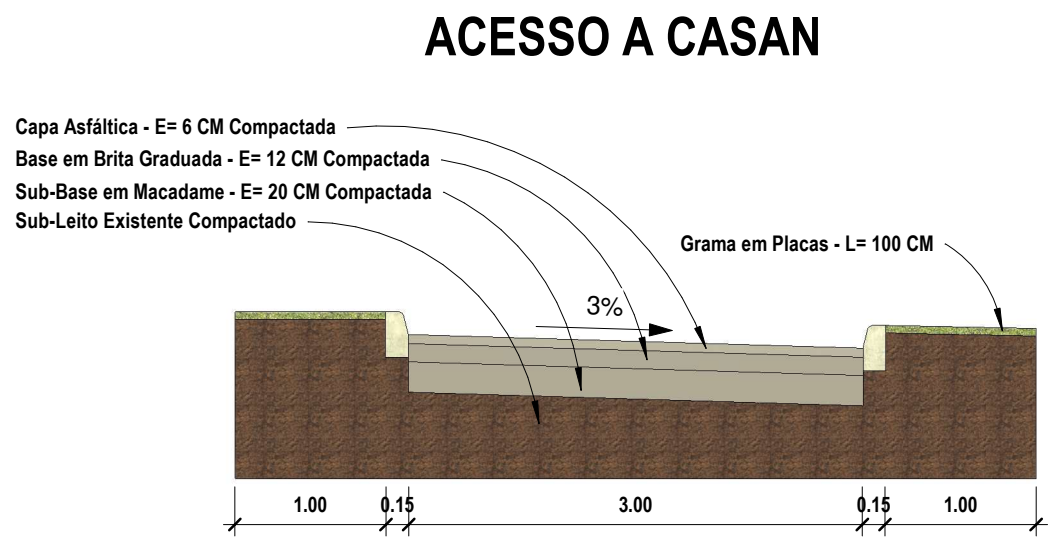 ACESSO A CASAN
Capa Asfáltica - E= 6 CM Compactada
Base em Brita Graduada - E= 12 CM Compactada
Sub-Base em Macadame - E= 20 CM Compactada
Sub-Leito Existente Compactado
Grama em Placas - L= 100 CM
3%
1.00 0.15 3.00 0.15 1.00